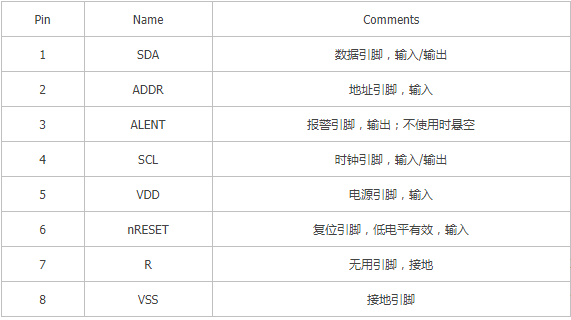 Pin Name Comments
1 SDA 数据引脚，输入/输出
2 ADDR 地址引脚，输入
3 ALENT 报警引脚，输出；不使用时悬空
4 SCL 时钟引脚，输入/输出
5 VDD 电源引脚，输入
6 nRESET 复位引脚，低电平有效，输入
7 R 无用引脚，接地
8 VSS 接地引脚